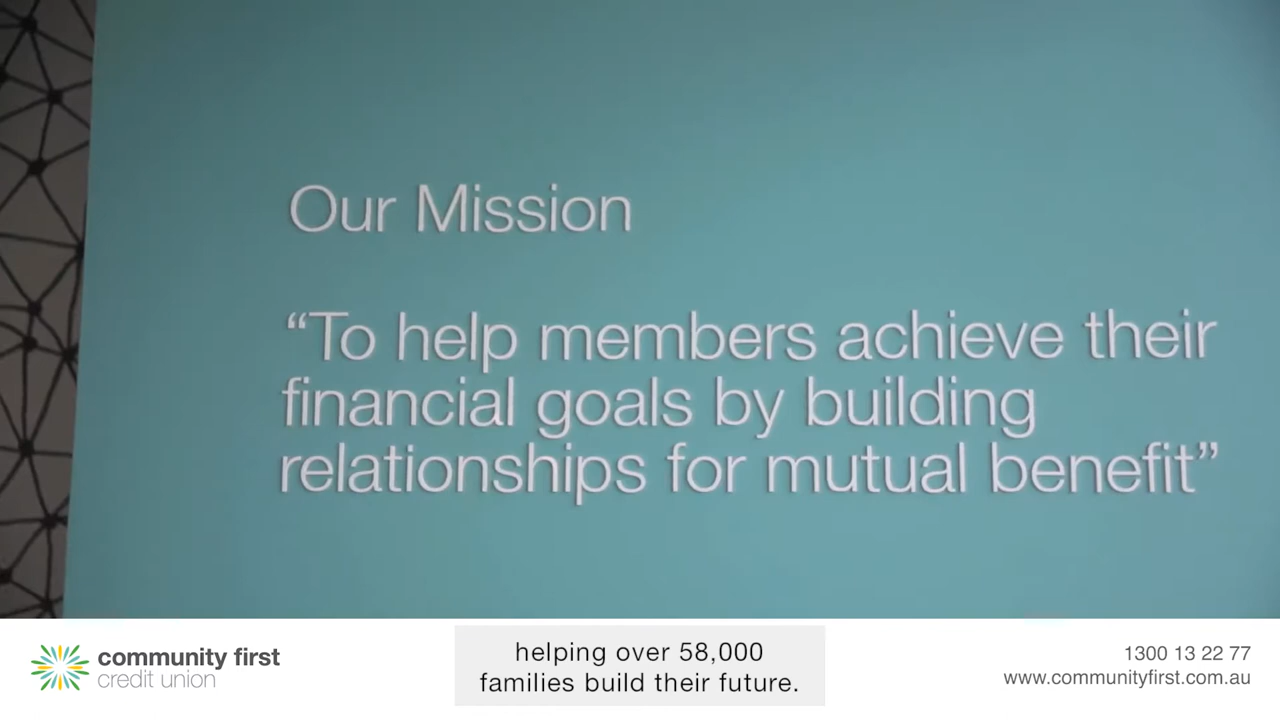 Our Mission
“To help members achieve their
financial goals by building
relationships for mutual benefit”
community first
credit union
helping over 58,000
families build their future.
1300 13 22 77
www.communityfirst.com.au